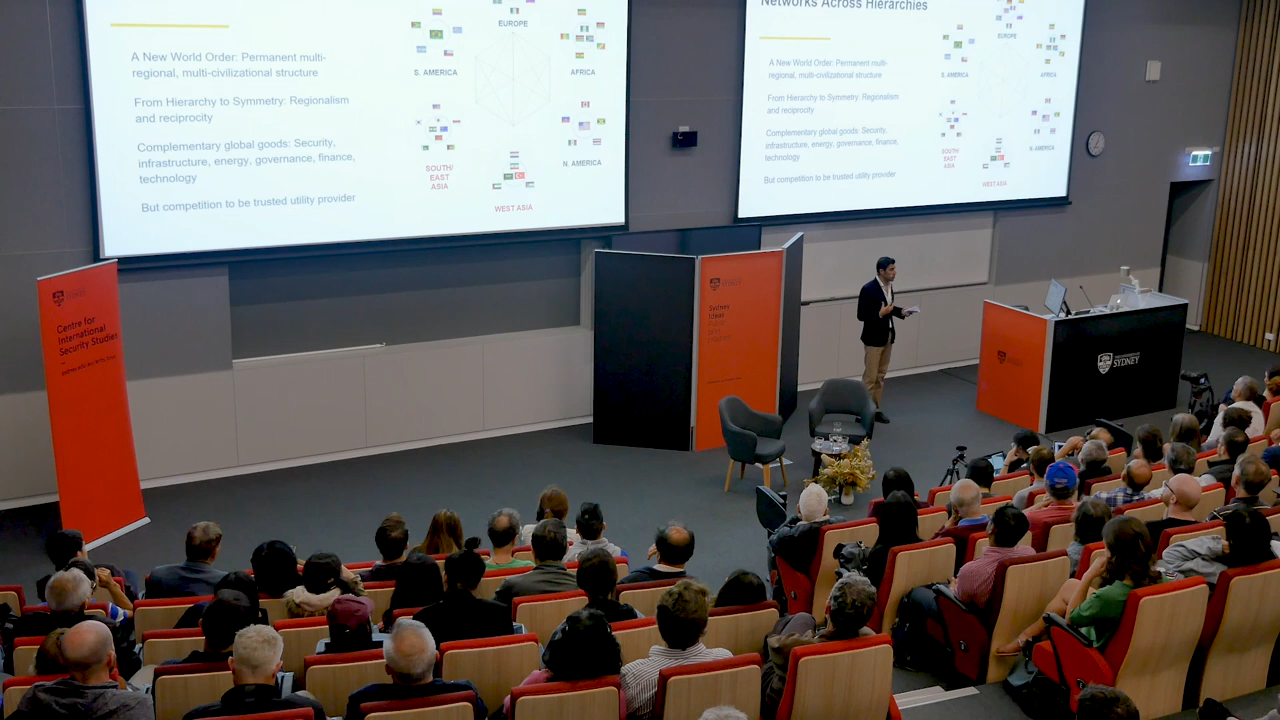 A New World Order: Permanent multi-
regional, multi-civilizational structure
From Hierarchy to Symmetry: Regionalism
and reciprocity
Complementary global goods: Security,
infrastructure, energy, governance, finance,
technology
But competition to be trusted utility provider
EUROPE
S. AMERICA
AFRICA
N. AMERICA
SOUTH/
EAST
ASIA
WEST ASIA
Networks Across Hierarchies
A New World Order: Permanent multi-
regional, multi-civilizational structure
From Hierarchy to Symmetry: Regionalism
and reciprocity
Complementary global goods: Security,
infrastructure, energy, governance, finance,
technology
But competition to be trusted utility provider
EUROPE
S. AMERICA
AFRICA
N. AMERICA
SOUTH/
EAST
ASIA
WEST ASIA
SYDNEY
Centre for
International
Security Studies
Sydney
Ideas
SYDNEY